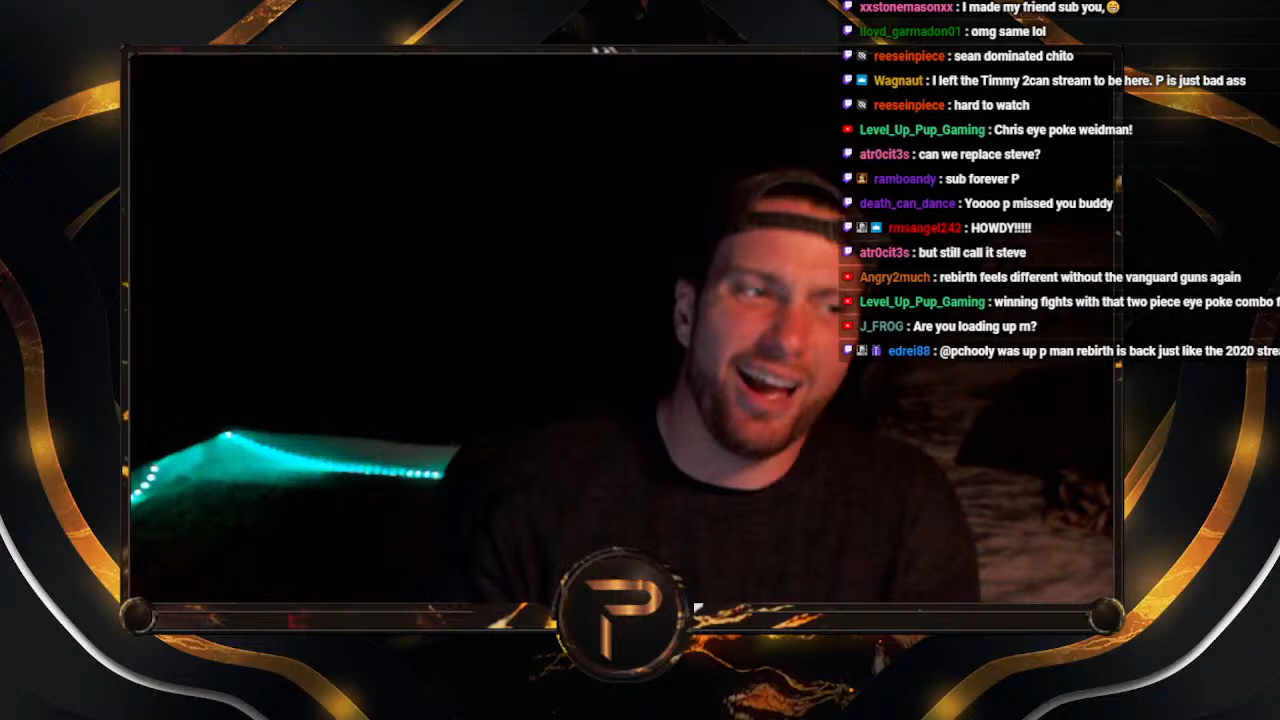 xxstonemasonxx : I made my friend sub you,😁
lloyd_garmadon01 : omg same lol
reeseinpiece : sean dominated chito
Wagnaut : I left the Timmy 2can stream to be here. P is just bad ass
reeseinpiece : hard to watch
Level_Up_Pup_Gaming : Chris eye poke weidman!
atr0cit3s : can we replace steve?
ramboandy : sub forever P
death_can_dance : Yoooo p missed you buddy
rmsangel242 : HOWDY!!!!!
atr0cit3s : but still call it steve
Angry2much : rebirth feels different without the vanguard guns again
Level_Up_Pup_Gaming : winning fights with that two piece eye poke combo f
J_FROG : Are you loading up rn?
edrei88 : @pchooly was up p man rebirth is back just like the 2020 stre
P